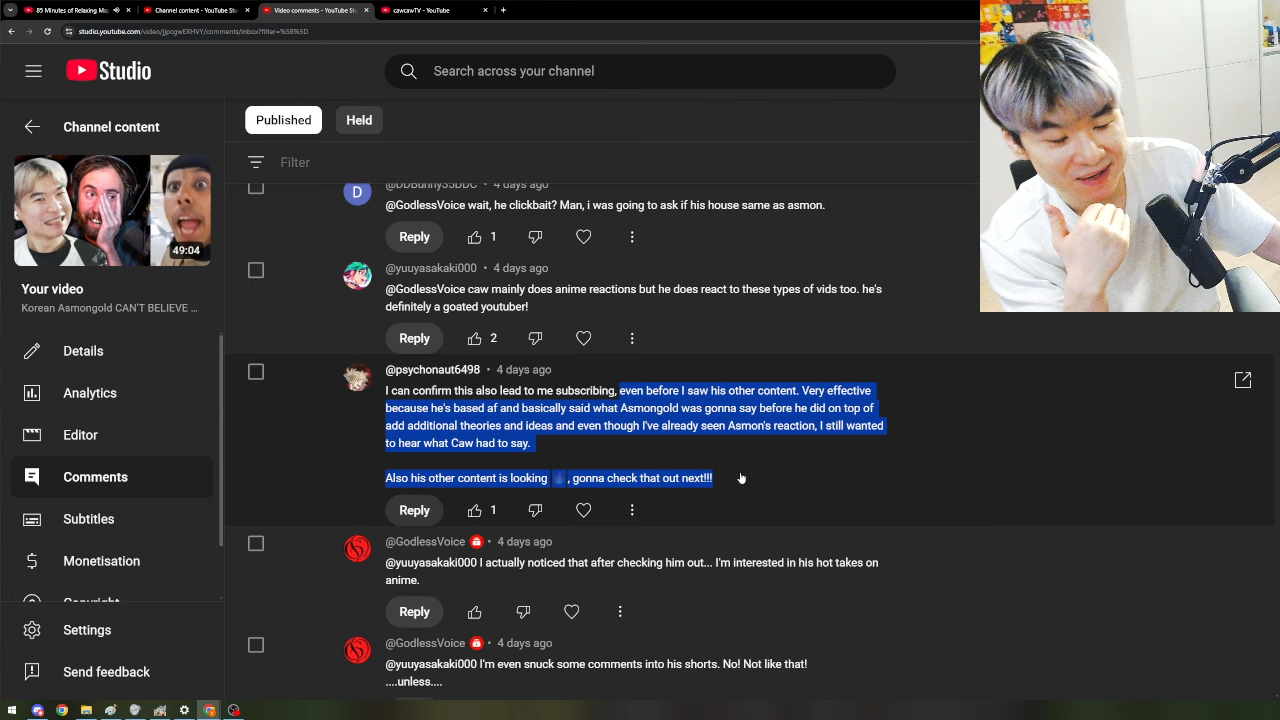 85 Minutes of Relaxing Ma
Channel content - YouTube Stu
Video comments - YouTube St
cawcawTV - YouTube
studio.youtube.com/video/jjpcgwEXHVY/comments/inbox?filter=%5B%5D
Studio
Search across your channel
Channel content
49:04
Your video
Korean Asmongold CAN'T BELIEVE ...
Details
Analytics
Editor
Comments
Subtitles
Monetisation
Copyright
Settings
Send feedback
Published
Held
Filter
D
@DDBunny35DDC • 4 days ago
@GodlessVoice wait, he clickbait? Man, i was going to ask if his house same as asmon.
Reply 1
@yuuyasakaki000 • 4 days ago
@GodlessVoice caw mainly does anime reactions but he does react to these types of vids too. he's
definitely a goated youtuber!
Reply 2
@psychonaut6498 • 4 days ago
I can confirm this also lead to me subscribing, even before I saw his other content. Very effective
because he's based af and basically said what Asmongold was gonna say before he did on top of
add additional theories and ideas and even though I've already seen Asmon's reaction, I still wanted
to hear what Caw had to say.
Also his other content is looking , gonna check that out next!!!
Reply 1
@GodlessVoice • 4 days ago
@yuuyasakaki000 I actually noticed that after checking him out... I'm interested in his hot takes on
anime.
Reply
@GodlessVoice • 4 days ago
@yuuyasakaki000 I'm even snuck some comments into his shorts. No! Not like that!
....unless....